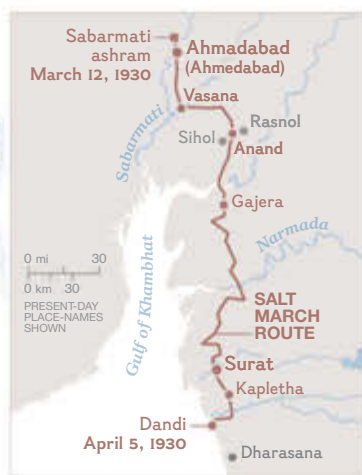 Sabarmati
ashram
March 12, 1930
Ahmadabad
(Ahmedabad)
Vasana
Sabarmati
Rasnol
Sihol
Anand
Gajera
Narmada
0 mi 30
0 km 30
PRESENT-DAY
PLACE-NAMES
SHOWN
Gulf of Khambhat
SALT
MARCH
ROUTE
Surat
Kapletha
Dandi
April 5, 1930
Dharasana